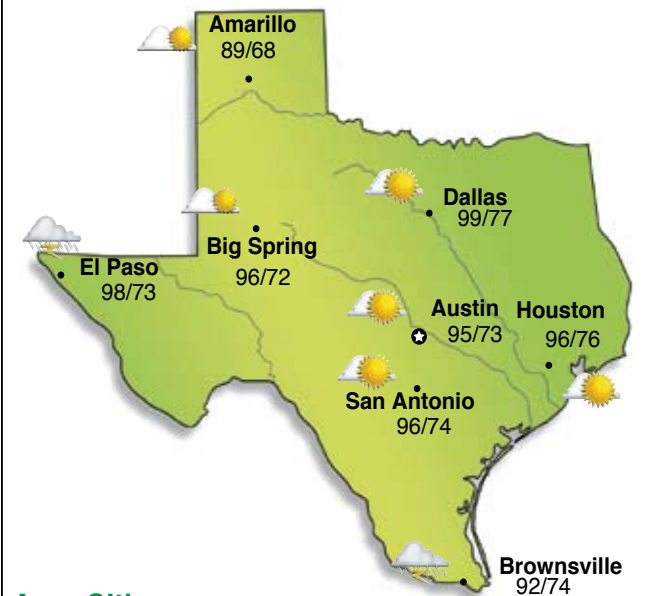 Amarillo
89/68
Dallas
99/77
Big Spring
96/72
El Paso
98/73
Austin
95/73
Houston
96/76
San Antonio
96/74
Brownsville
92/74